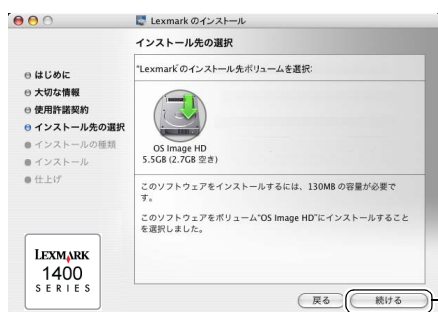 Lexmark のインストール
インストール先の選択
はじめに
大切な情報
使用許諾契約
インストール先の選択
インストールの種類
インストール
仕上げ
"Lexmark"のインストール先ボリュームを選択:
OS Image HD
5.5GB (2.7GB 空き)
このソフトウェアをインストールするには、130MB の容量が必要で
す。
このソフトウェアをボリューム"OS Image HD"にインストールすること
を選択しました。
LEXMARK
1400
SERIES
戻る
続ける